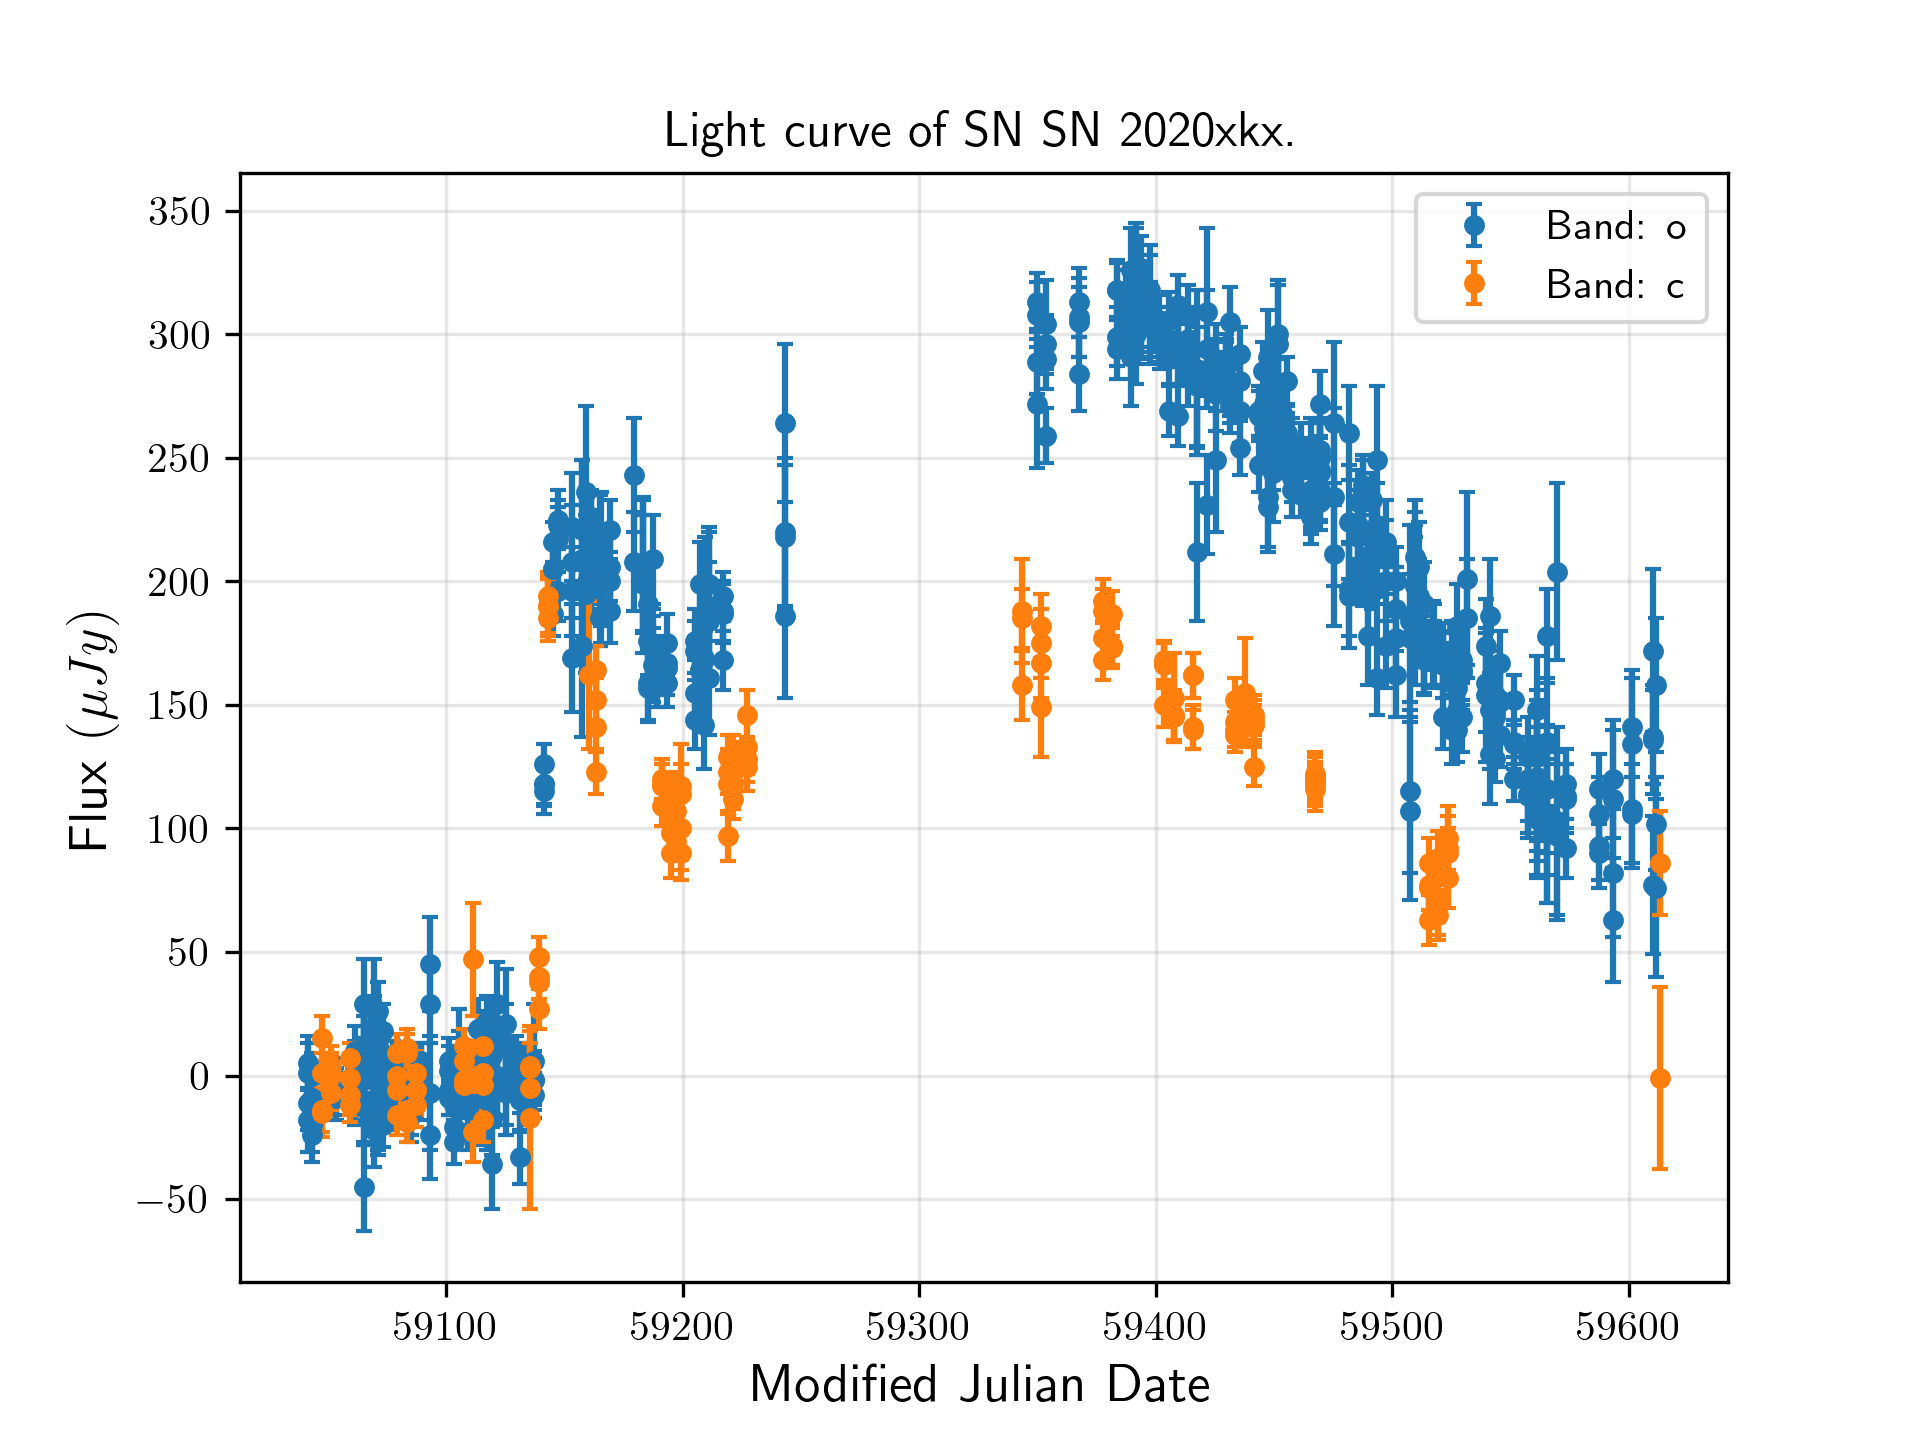 Light curve of SN SN 2020xkx.
Band: o
Band: c
350
300
250
200
150
100
50
0
−50
Flux (μJy)
59100 59200 59300 59400 59500 59600
Modified Julian Date